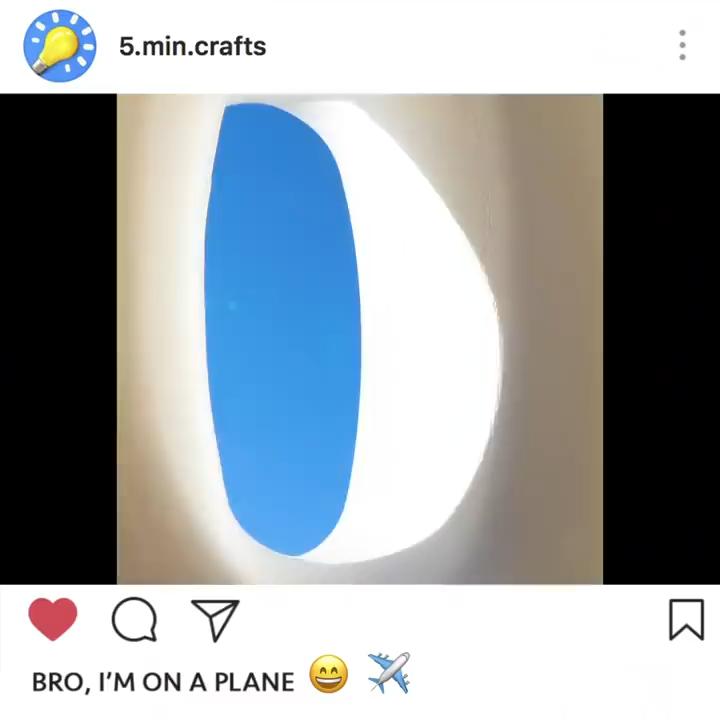 5.min.crafts
BRO, I'M ON A PLANE 😄 ✈️